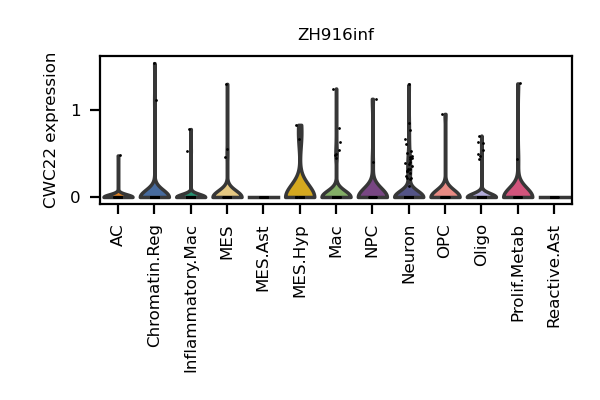 ZH916inf
CWC22 expression
1
0
AC
Chromatin.Reg
Inflammatory.Mac
MES
MES.Ast
MES.Hyp
Mac
NPC
Neuron
OPC
Oligo
Prolif.Metab
Reactive.Ast